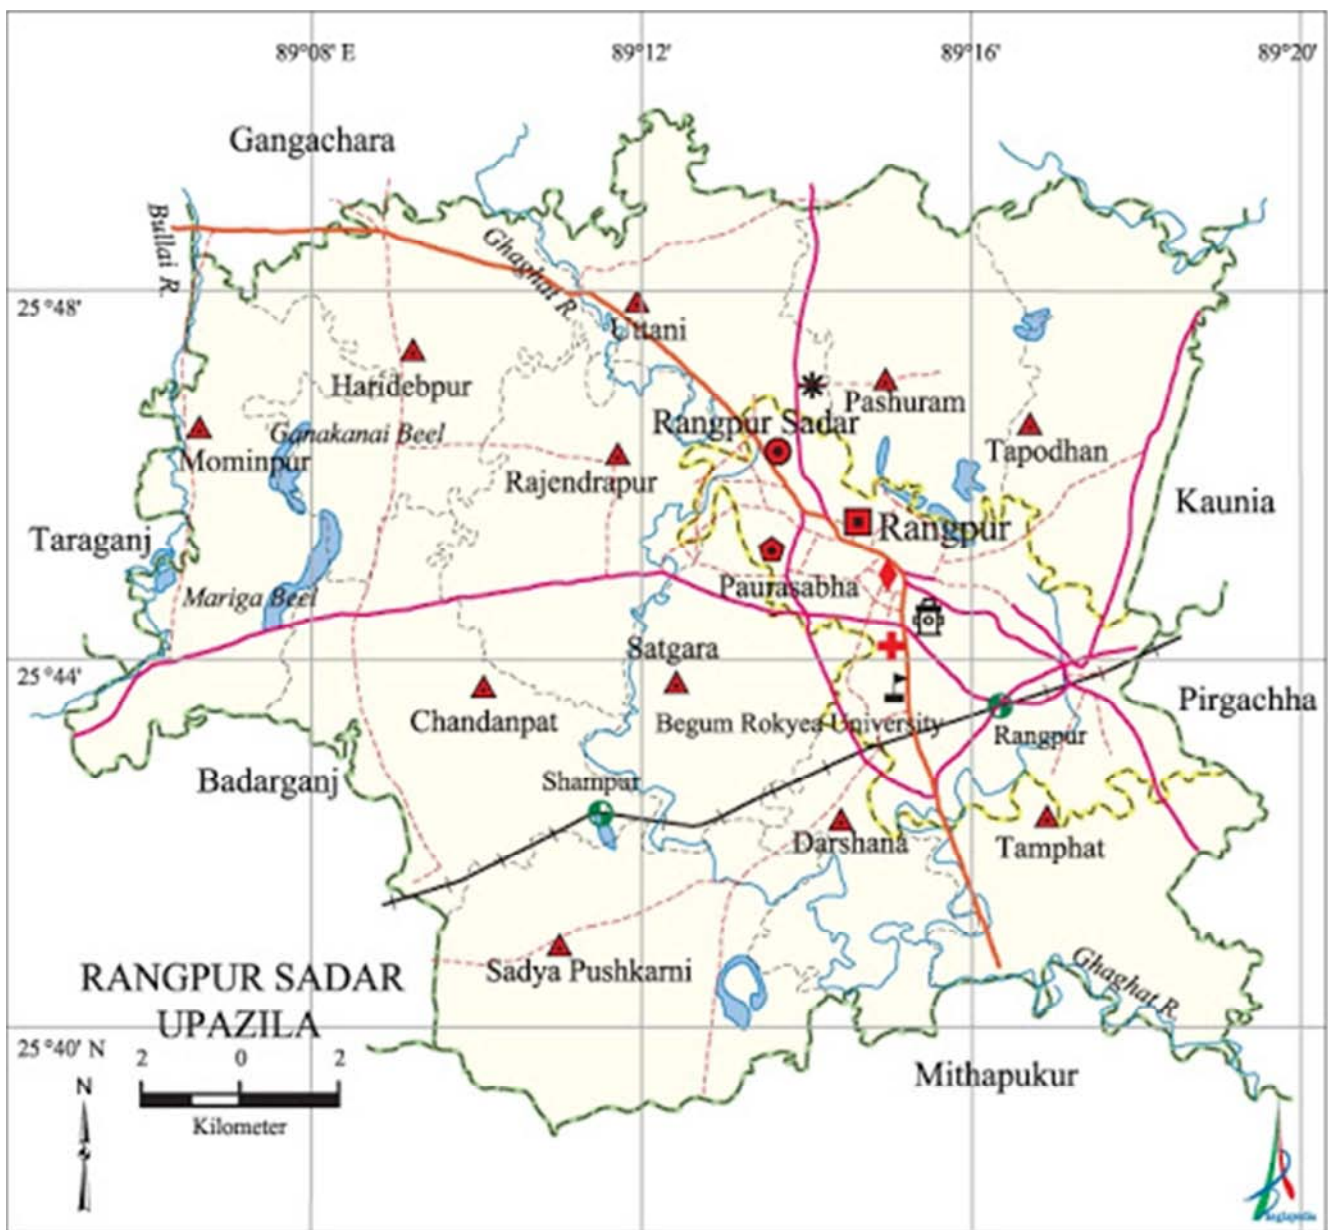 89°08' E
89°12'
89°16'
89°20'
Gangachara
Bullai R.
Ghaghat R.
25°48'
Uttani
Haridebpur
Pashuram
Rangpur Sadar
Ganakanai Beel
Mominpur
Tapodhan
Rajendrapur
Kaunia
Rangpur
Taraganj
Paurasabha
Mariga Beel
Satgara
25°44'
Pirgachha
Chandanpat
Begum Rokyea University
Rangpur
Badarganj
Shampar
Darshana
Tamphat
Sadya Pushkarni
Ghaghat R.
RANGPUR SADAR
UPAZILA
25°40' N
2 0 2
Kilometer
N
Mithapukur